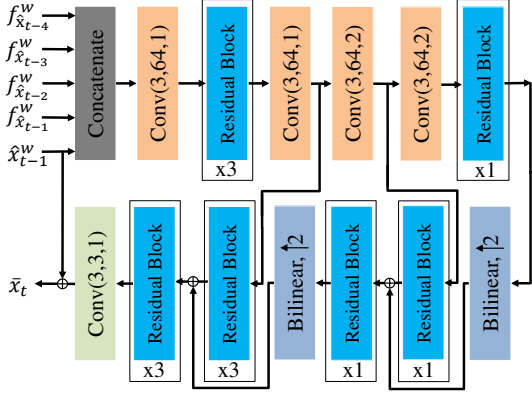 f^w_{x̂_{t-4}}
f^w_{x̂_{t-3}}
f^w_{x̂_{t-2}}
f^w_{x̂_{t-1}}
x̂^w_{t-1}
Concatenate
Conv(3,64,1)
Residual Block
x3
Conv(3,64,1)
Conv(3,64,2)
Conv(3,64,2)
Residual Block
x1
x̄_t
Conv(3,3,1)
Residual Block
x3
Residual Block
x3
Bilinear, ↑2
Residual Block
x1
Residual Block
x1
Bilinear, ↑2